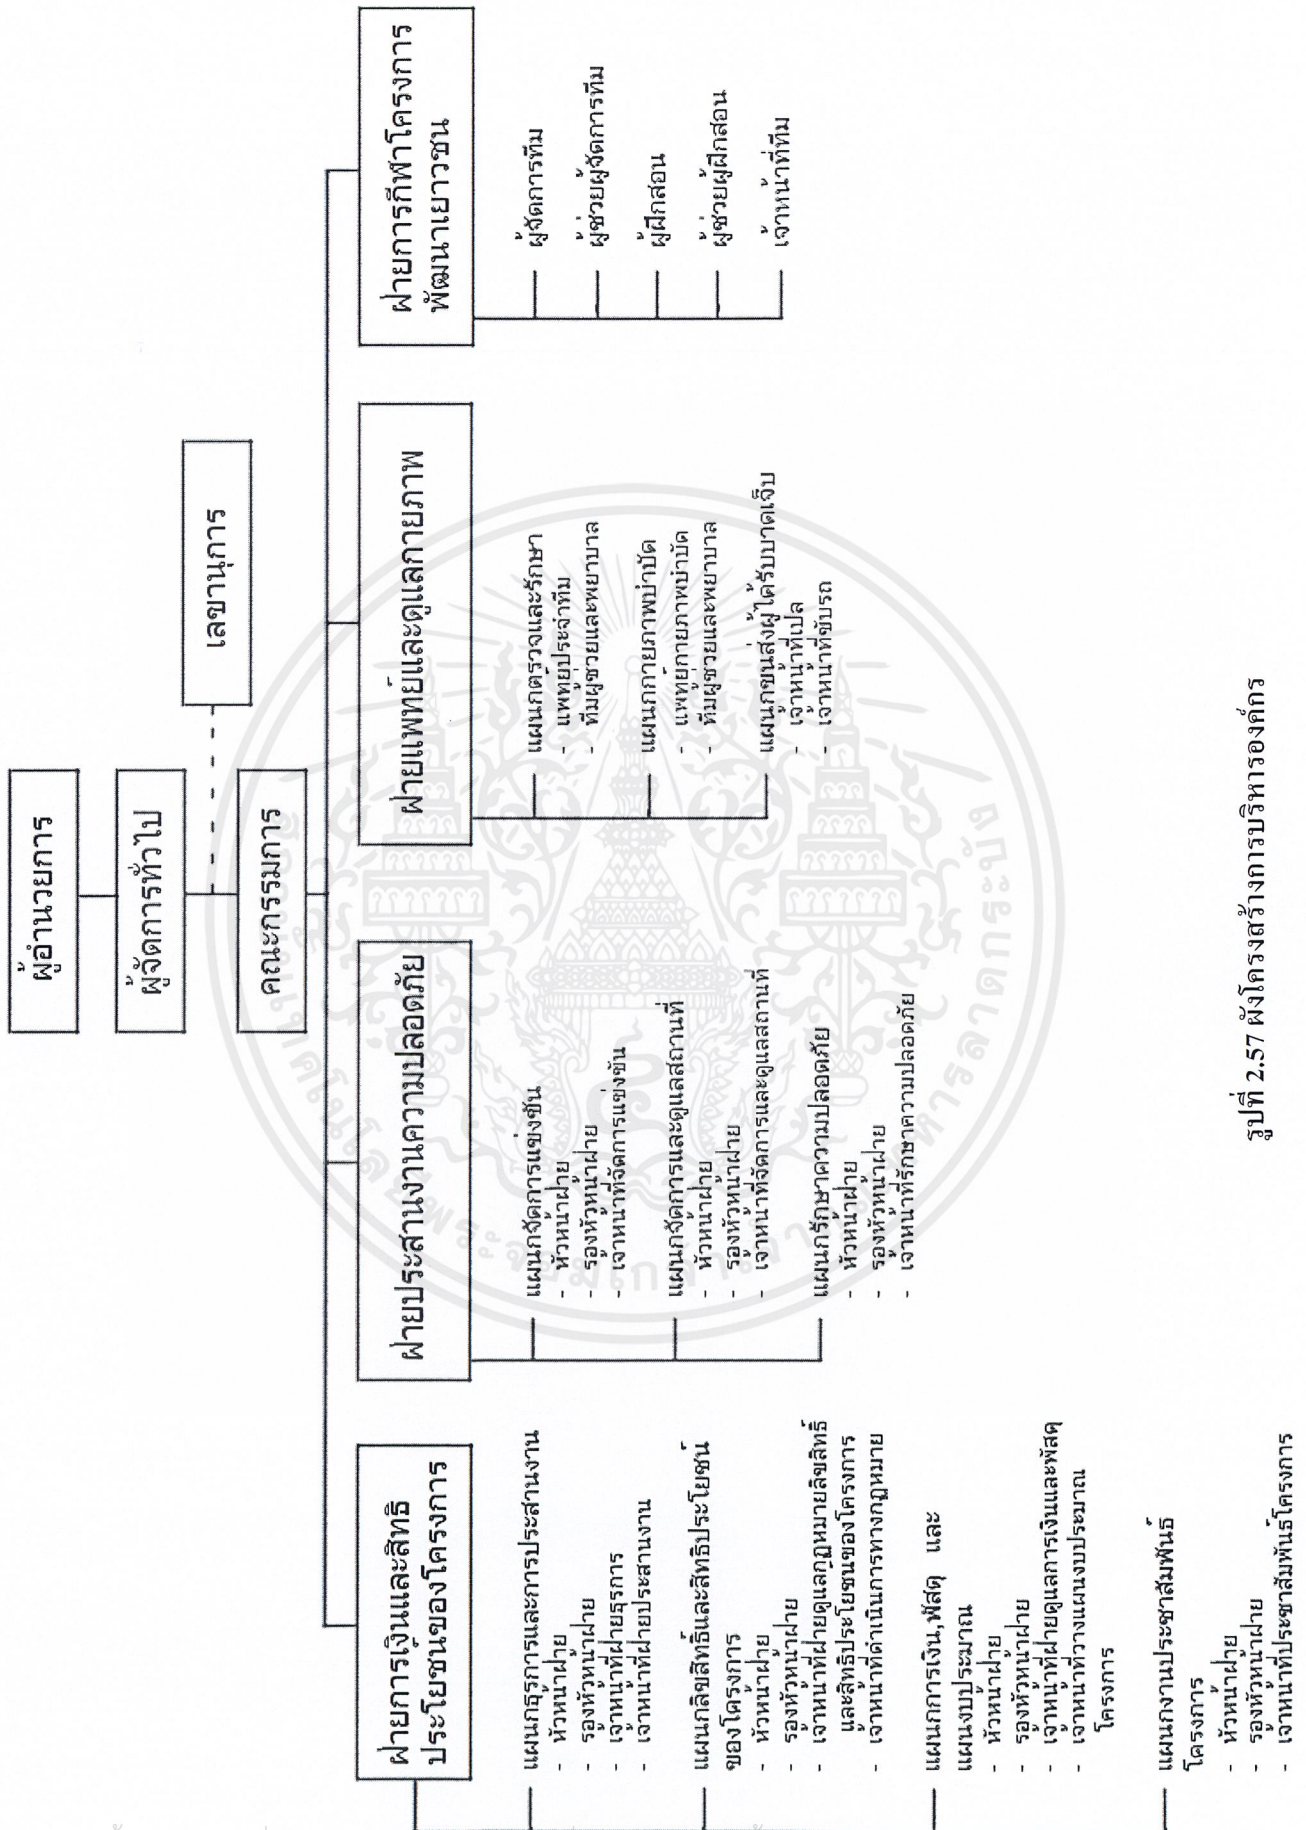 ผู้อำนวยการ
ผู้จัดการทั่วไป
เลขานุการ
คณะกรรมการ
ฝ่ายการเงินและสิทธิ
ประโยชนของโครงการ
แผนกธุรการและการประสานงาน
- หัวหน้าฝ่าย
- รองหัวหน้าฝ่าย
- เจ้าหน้าที่ฝ่ายธุรการ
- เจ้าหน้าที่ฝ่ายประสานงาน
แผนกลิขสิทธิ์และสิทธิประโยชน์
ของโครงการ
- หัวหน้าฝ่าย
- รองหัวหน้าฝ่าย
- เจ้าหน้าที่ฝ่ายดูแลกฎหมายลิขสิทธิ์
และสิทธิประโยชน์ของโครงการ
- เจ้าหน้าที่ดำเนินการทางกฎหมาย
แผนกการเงิน,พัสดุ และ
แผนงบประมาณ
- หัวหน้าฝ่าย
- รองหัวหน้าฝ่าย
- เจ้าหน้าที่ฝ่ายดูแลการเงินและพัสดุ
- เจ้าหน้าที่วางแผนงบประมาณ
โครงการ
แผนกงานประชาสัมพันธ์
โครงการ
- หัวหน้าฝ่าย
- รองหัวหน้าฝ่าย
- เจ้าหน้าที่ประชาสัมพันธ์โครงการ
ฝ่ายประสานงานความปลอดภัย
แผนกจัดการแข่งขัน
- หัวหน้าฝ่าย
- รองหัวหน้าฝ่าย
- เจ้าหน้าที่จัดการแข่งขัน
แผนกจัดการและดูแลสถานที่
- หัวหน้าฝ่าย
- รองหัวหน้าฝ่าย
- เจ้าหน้าที่จัดการและดูแลสถานที่
แผนกรักษาความปลอดภัย
- หัวหน้าฝ่าย
- รองหัวหน้าฝ่าย
- เจ้าหน้าที่รักษาความปลอดภัย
ฝ่ายแพทย์และดูแลกายภาพ
แผนกตรวจและรักษา
- แพทย์ประจำทีม
- ทีมผู้ช่วยและพยาบาล
แผนกกายภาพบำบัด
- แพทย์กายภาพบำบัด
- ทีมผู้ช่วยและพยาบาล
แผนกขนส่งผู้ได้รับบาดเจ็บ
- เจ้าหน้าที่เปล
- เจ้าหน้าที่ขับรถ
ฝ่ายการกีฬาโครงการ
พัฒนาเยาวชน
ผู้จัดการทีม
ผู้ช่วยผู้จัดการทีม
ผู้ฝึกสอน
ผู้ช่วยผู้ฝึกสอน
เจ้าหน้าที่ทีม
รูปที่ 2.57 ผังโครงสร้างการบริหารองค์กร